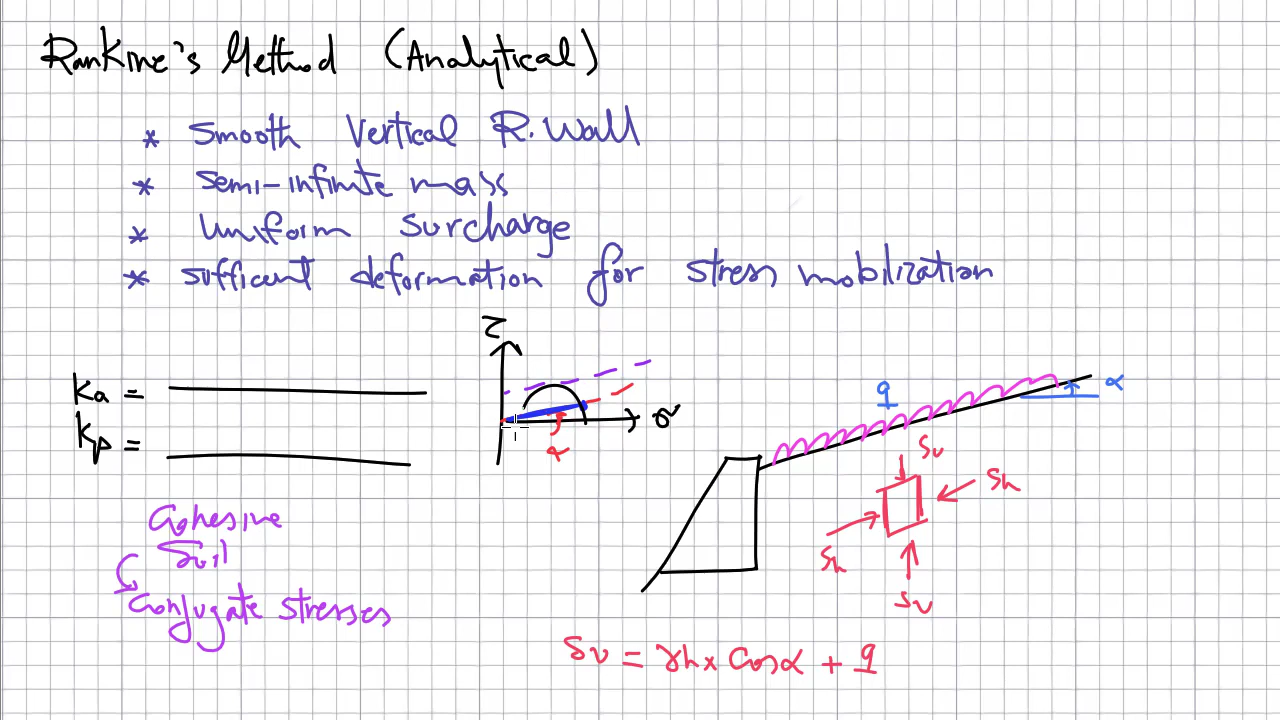 Rankine's Method (Analytical)
* Smooth Vertical R. Wall
* Semi-infinite mass
* Uniform Surcharge
* sufficent deformation for stress mobilization
τ
σ
α
Ka =
Kp =
Cohesive
Soil
Conjugate stresses
q
α
Sv
Sh
Sh
Sv
Sv = γh x Cosα + q